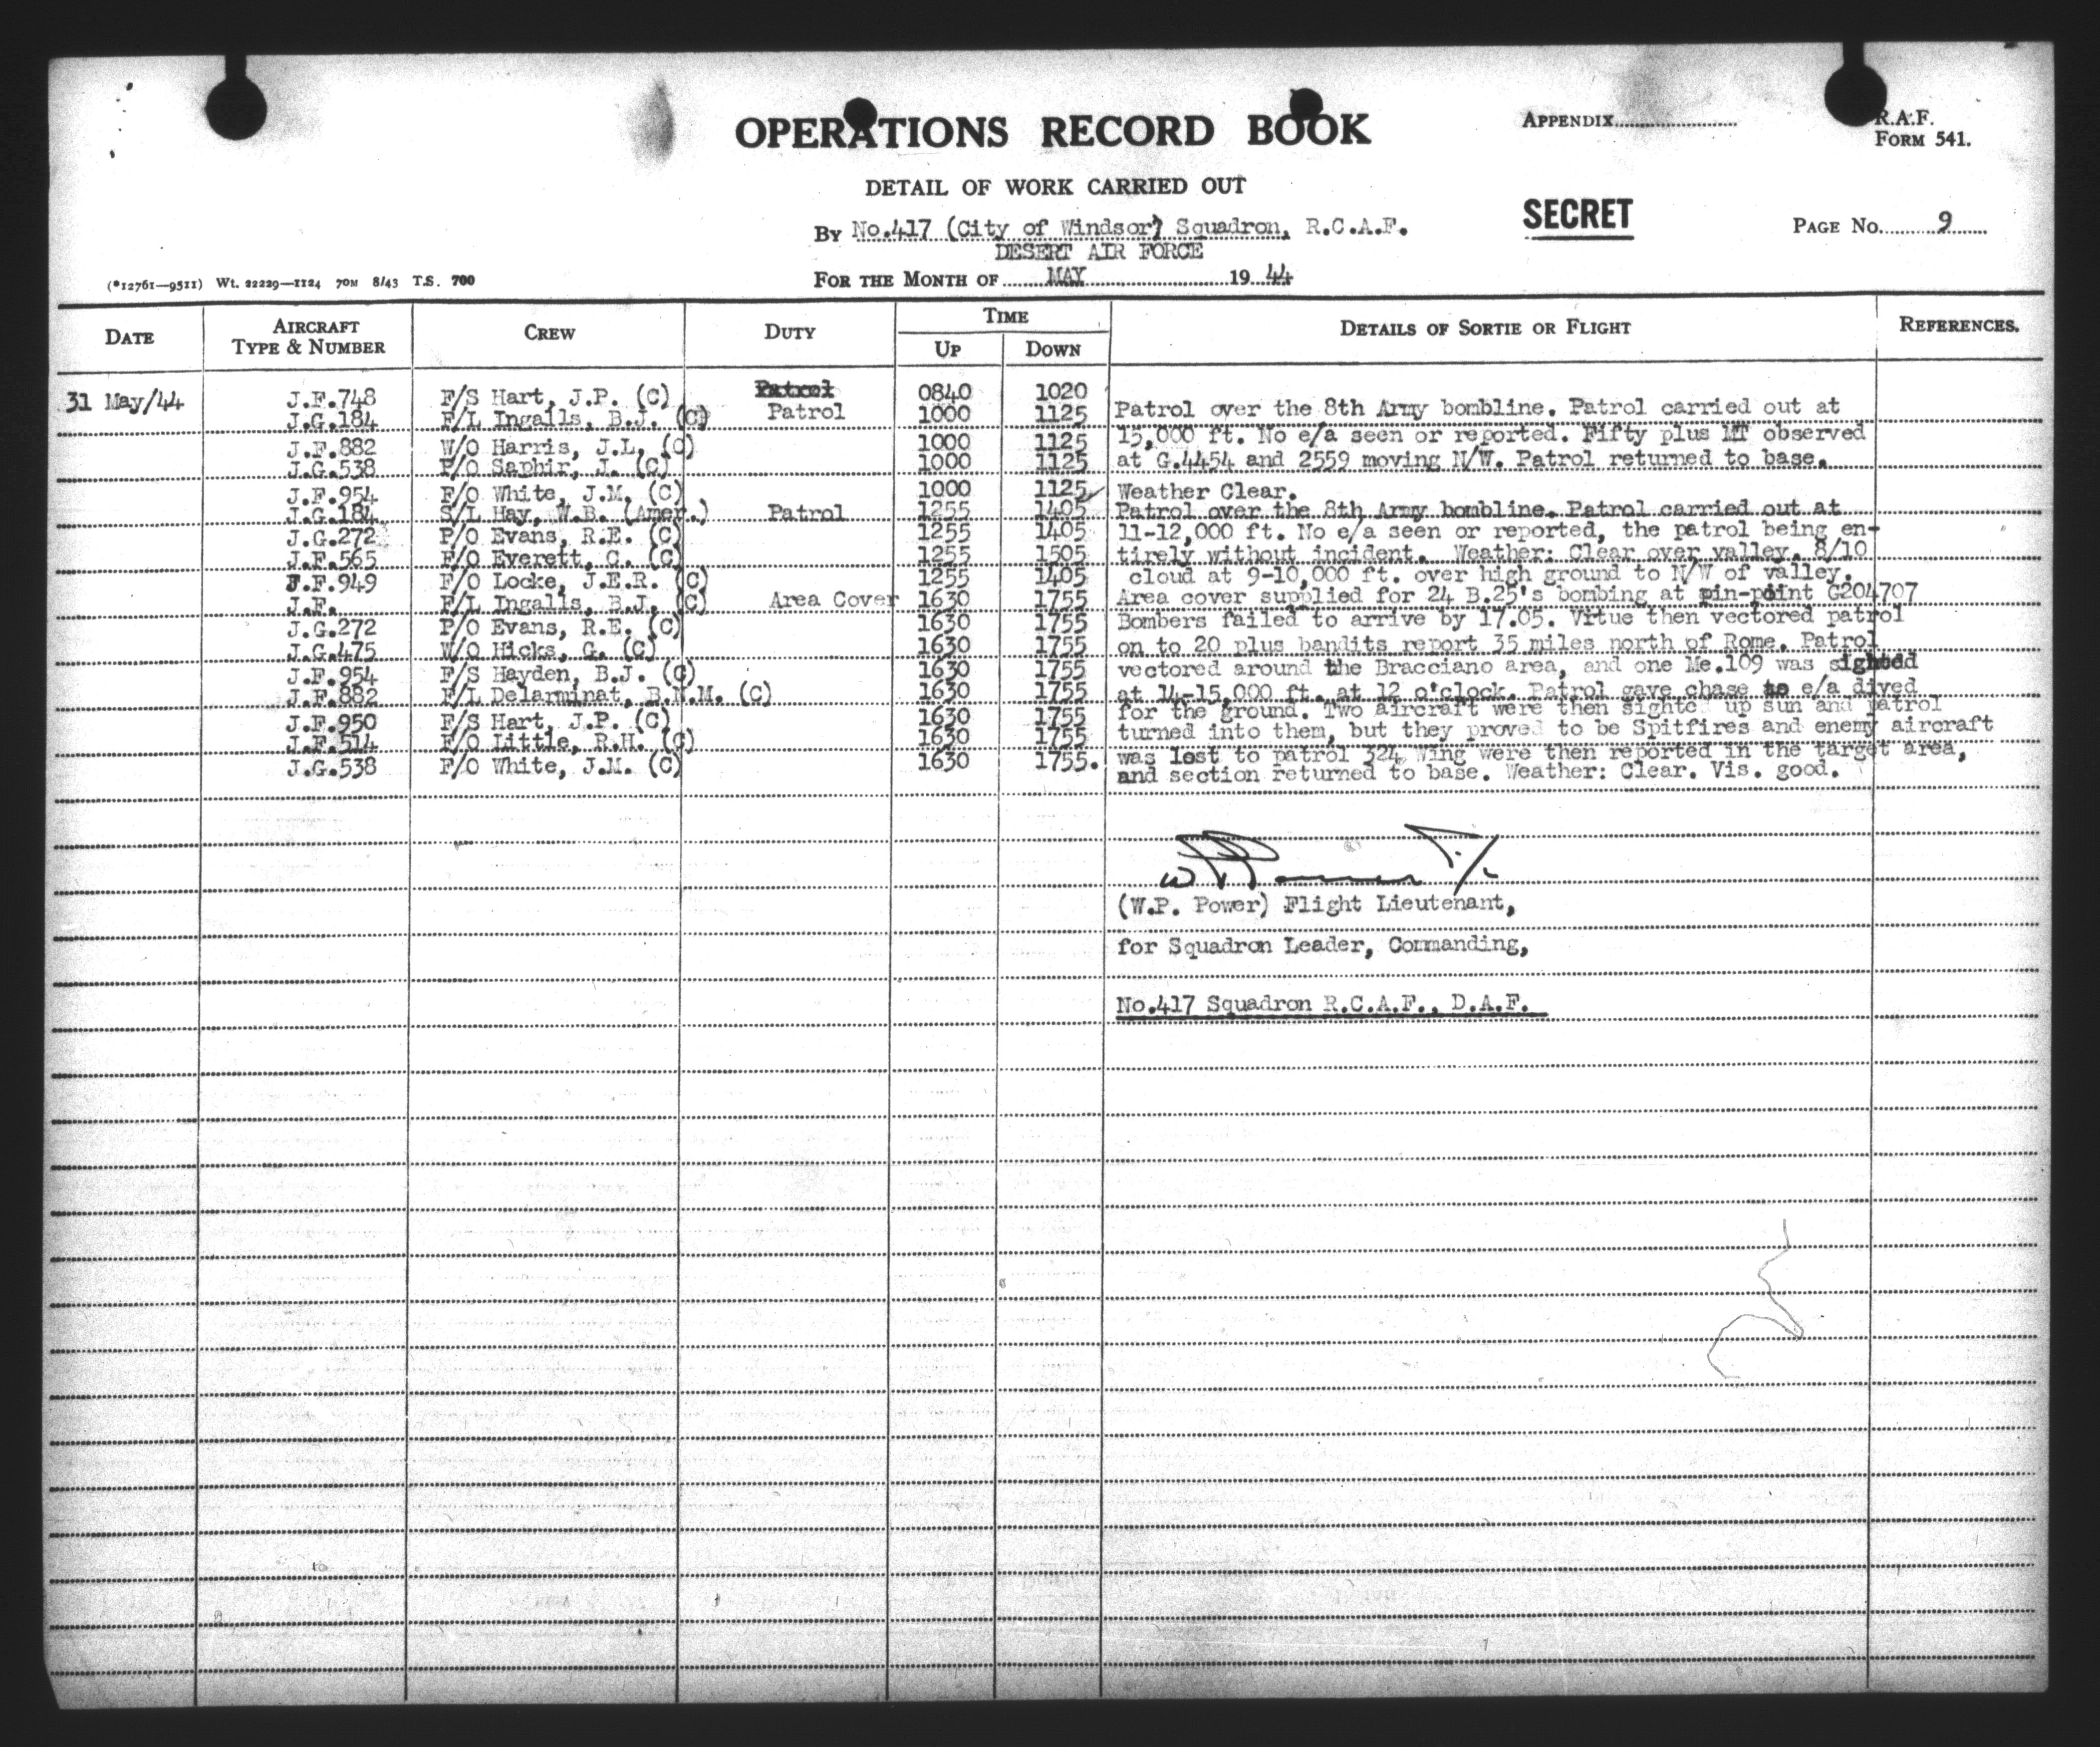 OPERATIONS RECORD BOOK
APPENDIX
R.A.F.
FORM 541.
DETAIL OF WORK CARRIED OUT
SECRET
By No.417 (City of Windsor) Squadron, R.C.A.F.
DESERT AIR FORCE
PAGE No. 9
(*12761—9511) Wt. 22229—1124 70M 8/43 T.S. 700
FOR THE MONTH OF MAY 1944
DATE AIRCRAFT TYPE & NUMBER CREW DUTY TIME UP DOWN DETAILS OF SORTIE OR FLIGHT REFERENCES.
31 May/44 J.F.748 F/S Hart, J.P. (C) Patrol 0840 1020
J.G.184 F/L Ingalls, B.J. (C) Patrol 1000 1125 Patrol over the 8th Army bombline. Patrol carried out at
J.F.882 W/O Harris, J.L. (C) 1000 1125 15,000 ft. No e/a seen or reported. Fifty plus MT observed
J.G.538 P/O Saphir, J. (C) 1000 1125 at G.4454 and 2559 moving N/W. Patrol returned to base.
J.F.954 F/O White, J.M. (C) 1000 1125 Weather Clear.
J.G.184 S/L Hay, W.B. (Amer.) Patrol 1255 1405 Patrol over the 8th Army bombline. Patrol carried out at
J.G.272 P/O Evans, R.E. (C) 1255 1405 11-12,000 ft. No e/a seen or reported, the patrol being en-
J.F.565 F/O Everett, C. (C) 1255 1505 tirely without incident. Weather: Clear over valley. 8/10
J.F.949 F/O Locke, J.E.R. (C) 1255 1405 cloud at 9-10,000 ft. over high ground to N/W of valley.
J.F. F/L Ingalls, B.J. (C) Area Cover 1630 1755 Area cover supplied for 24 B.25's bombing at pin-point G204707
J.G.272 P/O Evans, R.E. (C) 1630 1755 Bombers failed to arrive by 17.05. Virtue then vectored patrol
J.G.475 W/O Hicks, G. (C) 1630 1755 on to 20 plus bandits report 35 miles north of Rome. Patrol
J.F.954 F/S Hayden, B.J. (C) 1630 1755 vectored around the Bracciano area, and one Me.109 was sighted
J.F.882 F/L Delarminat, B.N.M. (C) 1630 1755 at 14-15,000 ft. at 12 o'clock. Patrol gave chase as e/a dived
J.F.950 F/S Hart, J.P. (C) 1630 1755 for the ground. Two aircraft were then sighted up sun and patrol
J.F.514 F/O Little, R.H. (C) 1630 1755 turned into them, but they proved to be Spitfires and enemy aircraft
J.G.538 F/O White, J.M. (C) 1630 1755. was lost to patrol 324 Wing were then reported in the target area,
and section returned to base. Weather: Clear. Vis. good.
(W.P. Power) Flight Lieutenant,
for Squadron Leader, Commanding,
No.417 Squadron R.C.A.F., D.A.F.